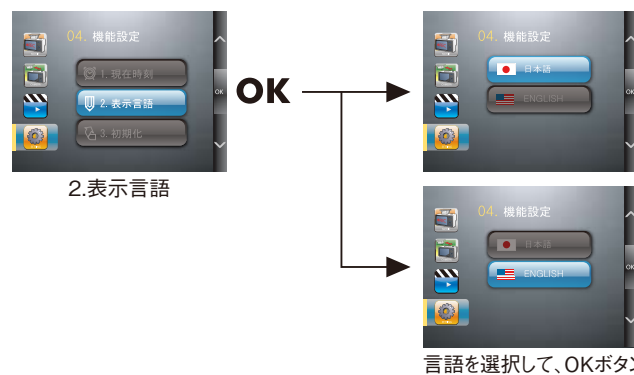 04. 機能設定
1. 現在時刻
2. 表示言語
3. 初期化
OK
2.表示言語
OK
04. 機能設定
日本語
ENGLISH
OK
04. 機能設定
日本語
ENGLISH
OK
言語を選択して、OKボタン